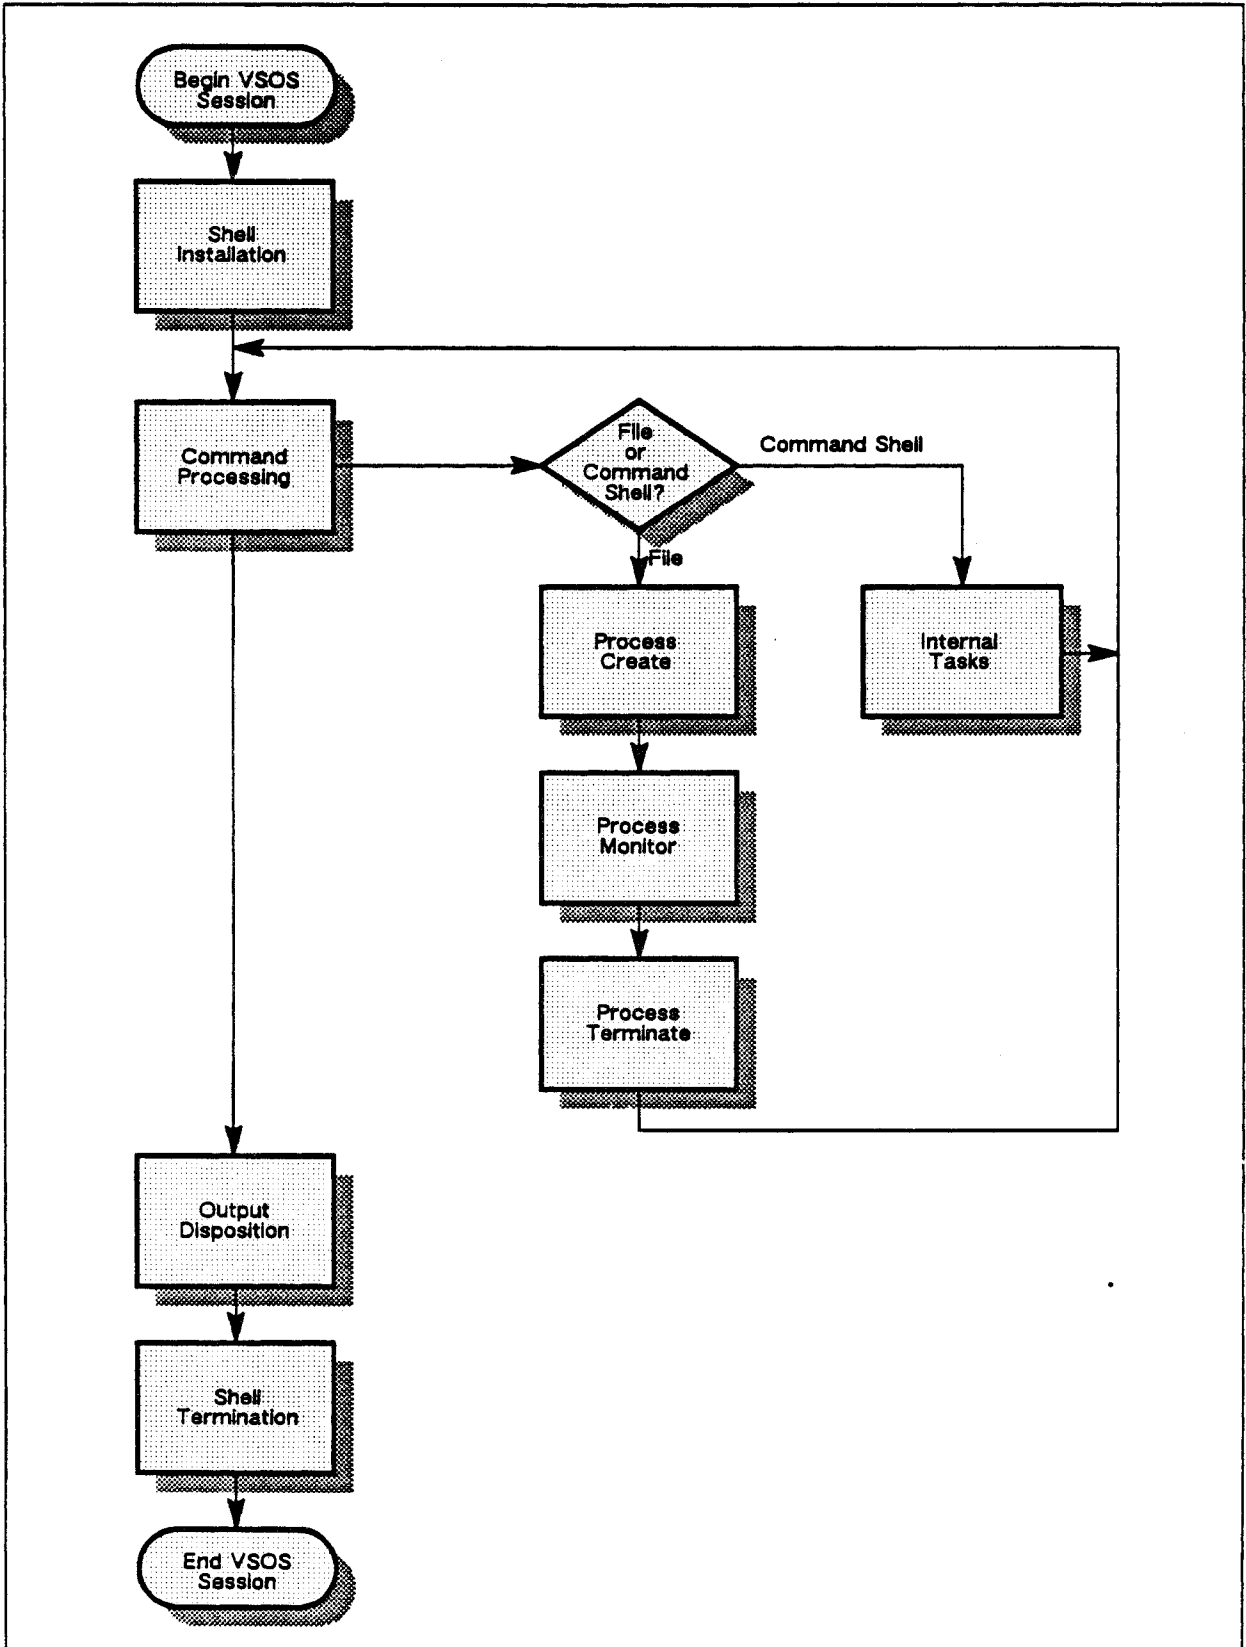 Begin VSOS
Session
Shell
Installation
Command
Processing
File
or
Command
Shell?
Command Shell
File
Process
Create
Internal
Tasks
Process
Monitor
Process
Terminate
Output
Disposition
Shell
Termination
End VSOS
Session